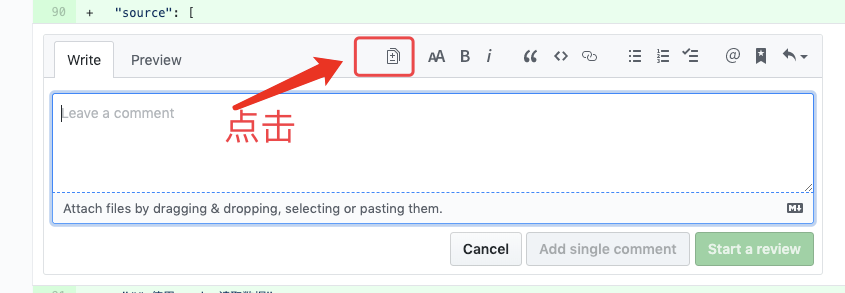 90 + "source": [
Write Preview AA B i “ <> @
点击
Leave a comment
Attach files by dragging & dropping, selecting or pasting them.
Cancel Add single comment Start a review